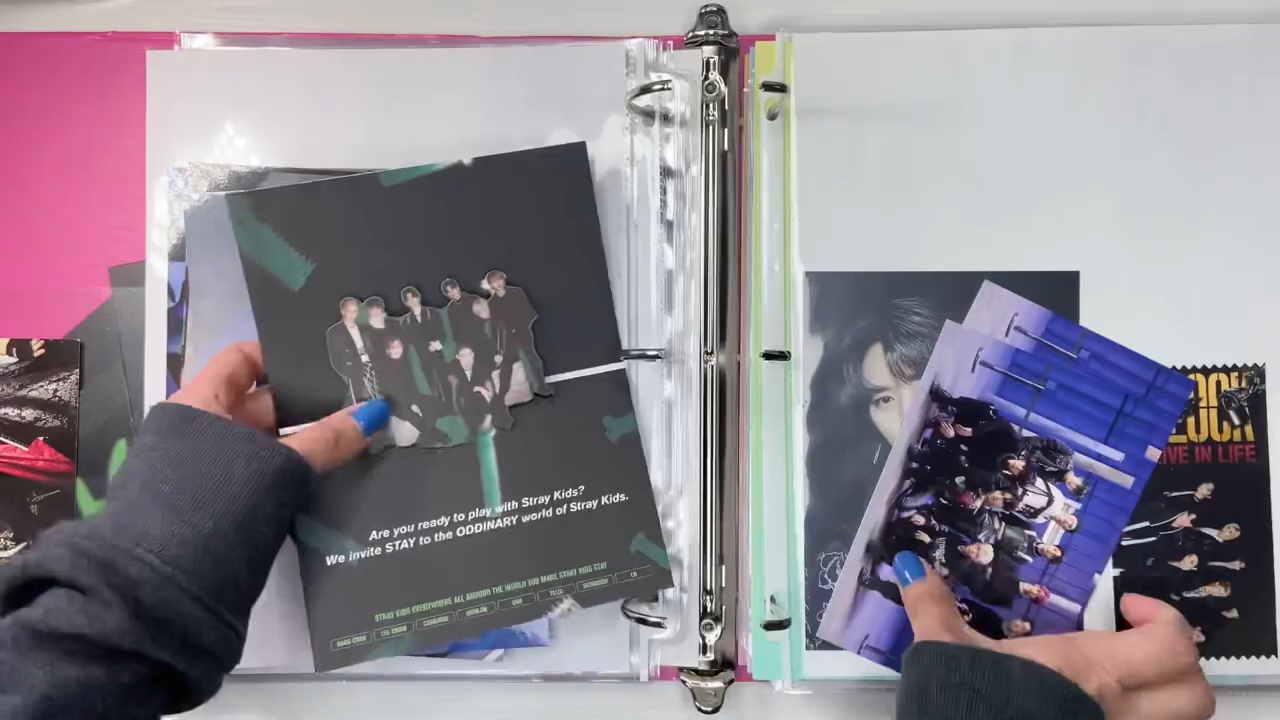 Are you ready to play with Stray Kids?
We invite STAY to the ODDINARY world of Stray Kids.
STRAY KIDS EVERYWHERE ALL AROUND THE WORLD YOU MAKE STRAY KIDS STAY
BANG CHAN LEE KNOW CHANGBIN HYUNJIN HAN FELIX SEUNGMIN I.N
IVE IN LIFE